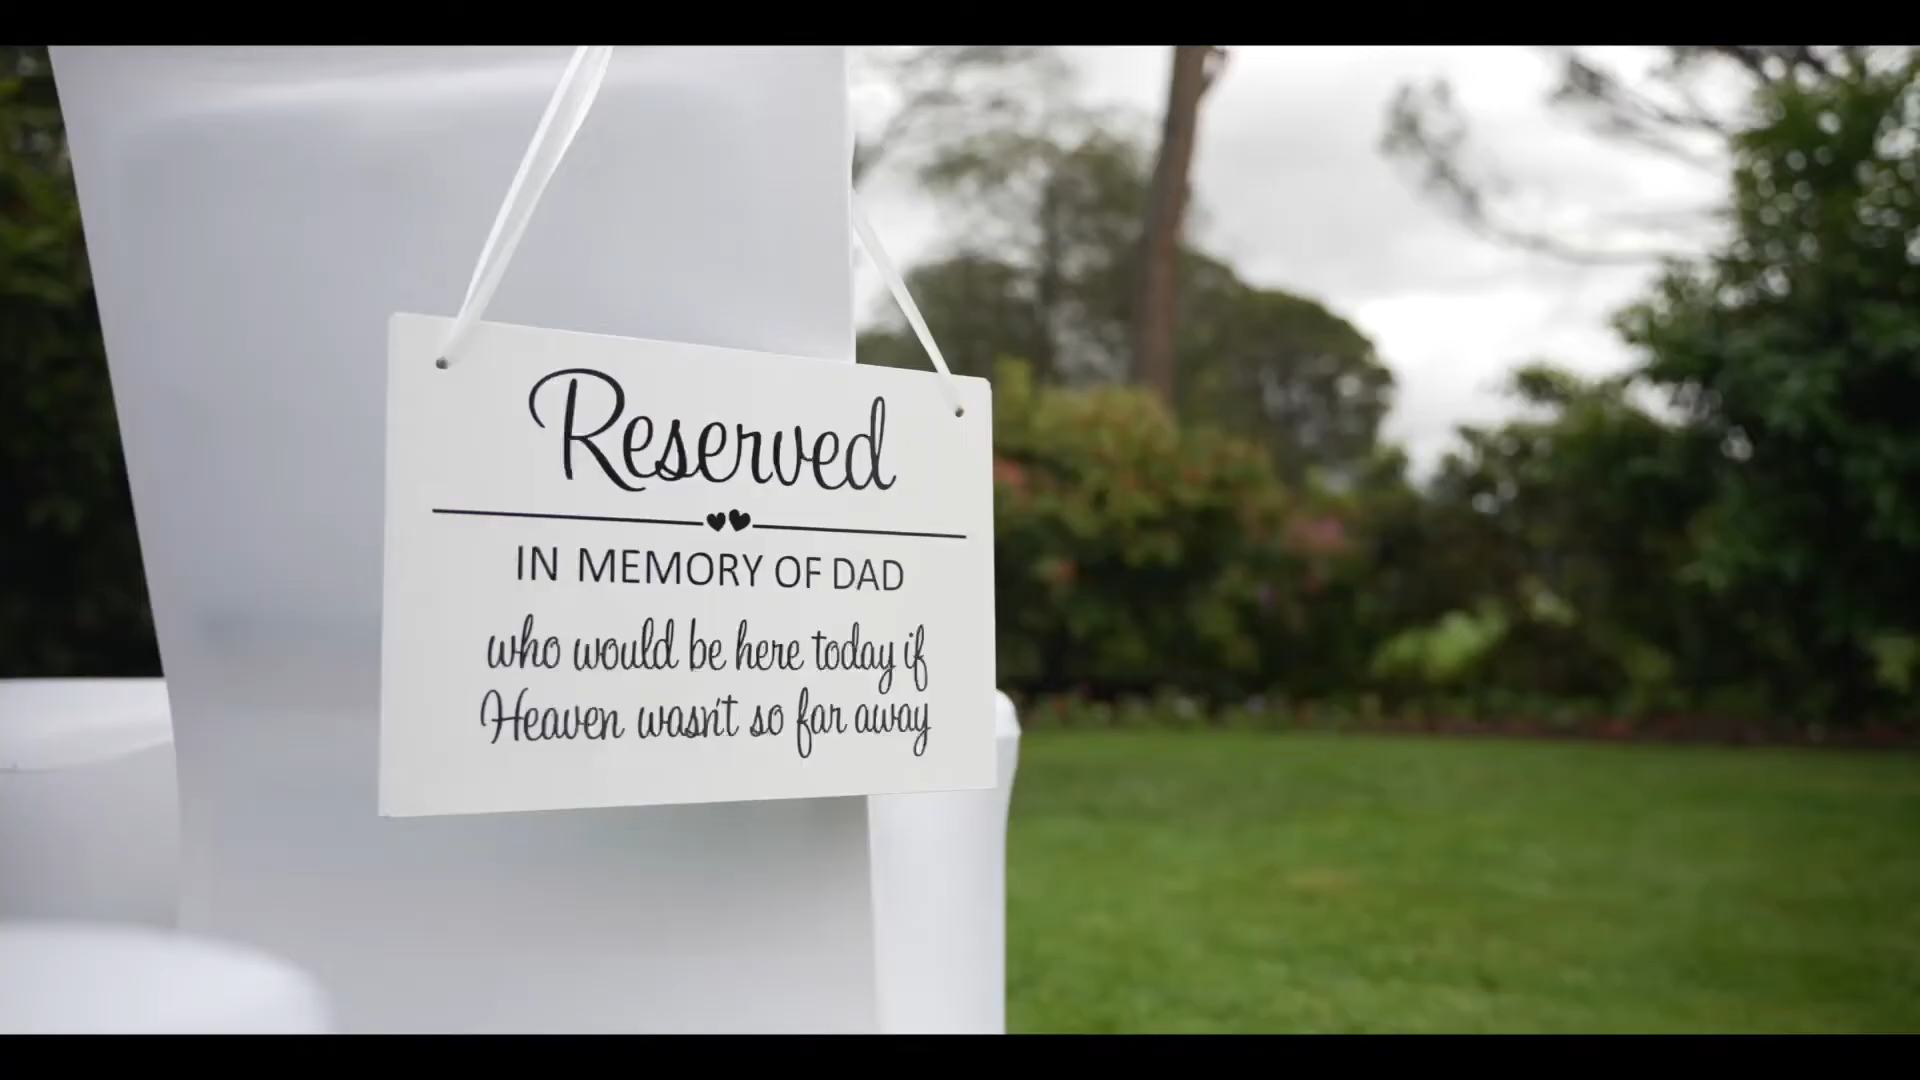 Reserved
IN MEMORY OF DAD
who would be here today if
Heaven wasn't so far away